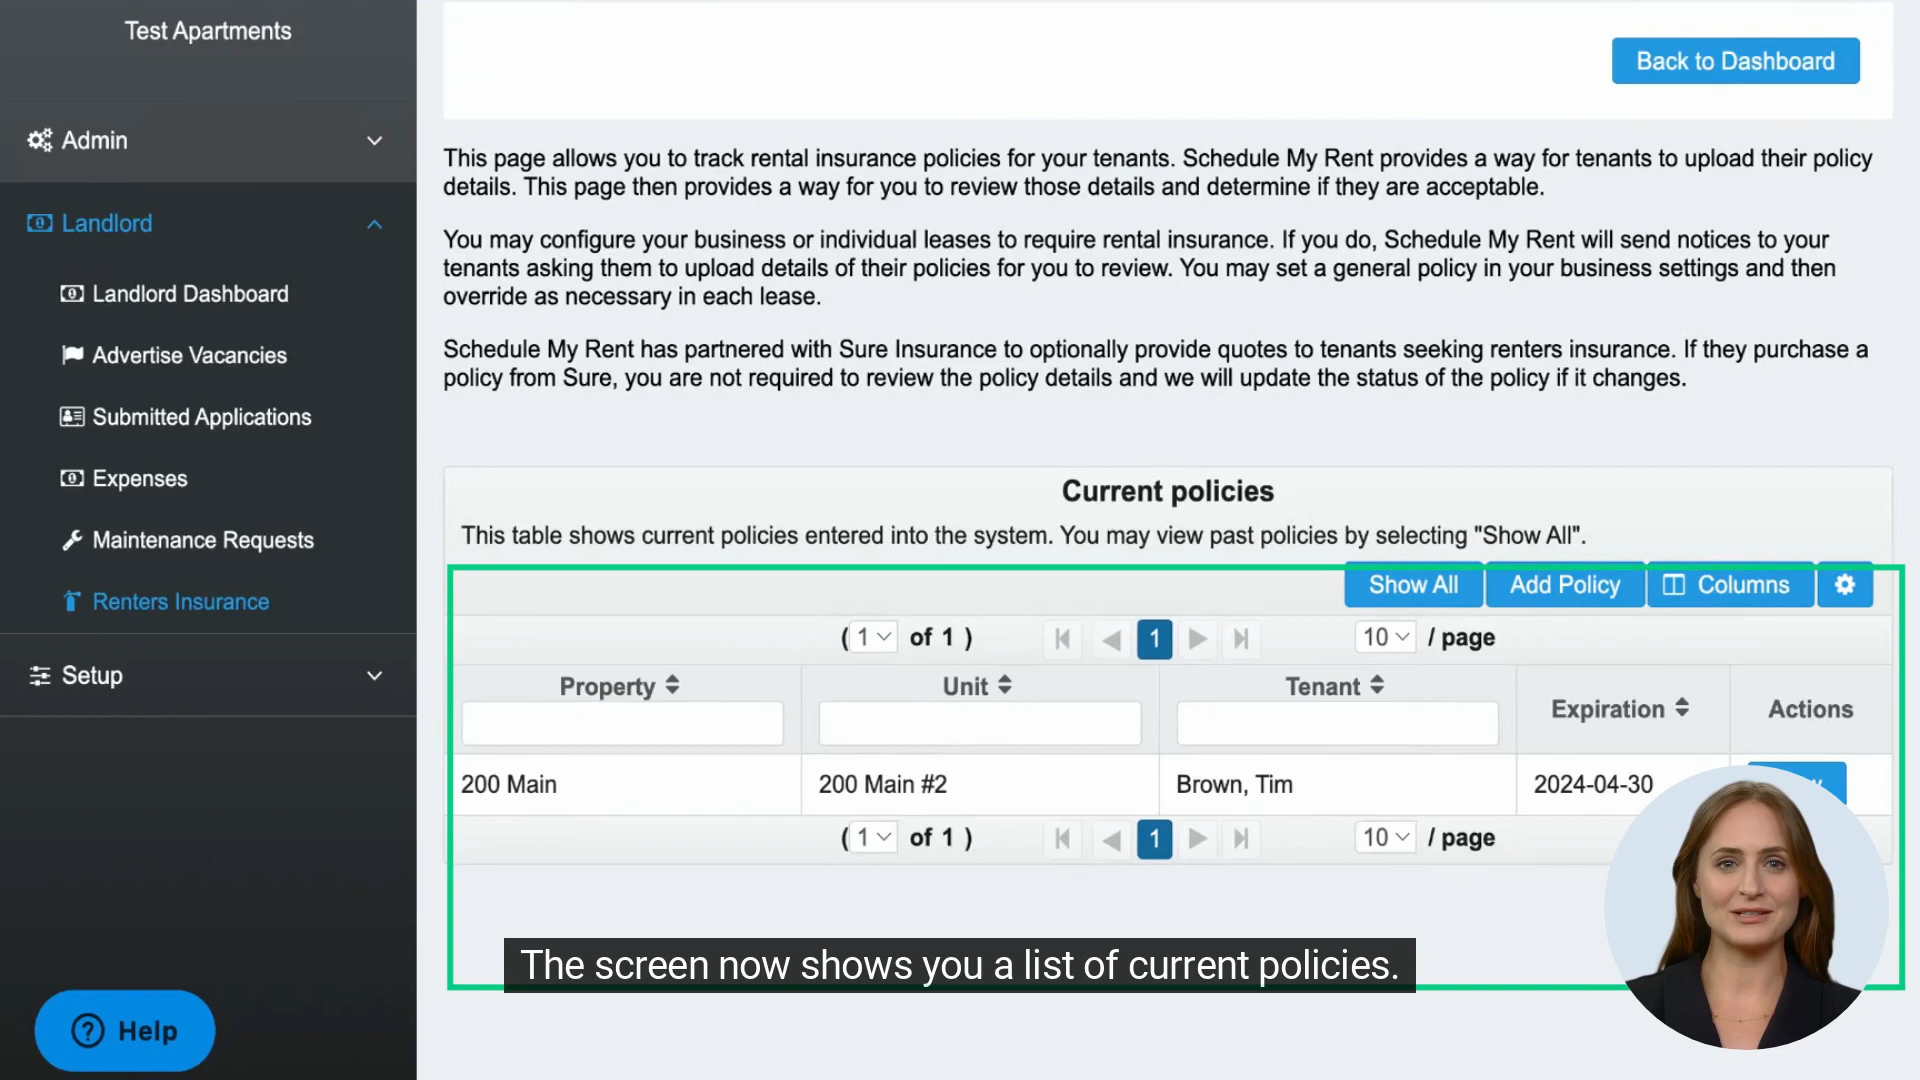 Test Apartments
Back to Dashboard
Admin
Landlord
Landlord Dashboard
Advertise Vacancies
Submitted Applications
Expenses
Maintenance Requests
Renters Insurance
Setup
Help
This page allows you to track rental insurance policies for your tenants. Schedule My Rent provides a way for tenants to upload their policy
details. This page then provides a way for you to review those details and determine if they are acceptable.
You may configure your business or individual leases to require rental insurance. If you do, Schedule My Rent will send notices to your
tenants asking them to upload details of their policies for you to review. You may set a general policy in your business settings and then
override as necessary in each lease.
Schedule My Rent has partnered with Sure Insurance to optionally provide quotes to tenants seeking renters insurance. If they purchase a
policy from Sure, you are not required to review the policy details and we will update the status of the policy if it changes.
Current policies
This table shows current policies entered into the system. You may view past policies by selecting "Show All".
Show All Add Policy Columns
( 1 of 1 ) 1 10 / page
Property Unit Tenant Expiration Actions
200 Main 200 Main #2 Brown, Tim 2024-04-30
( 1 of 1 ) 1 10 / page
The screen now shows you a list of current policies.